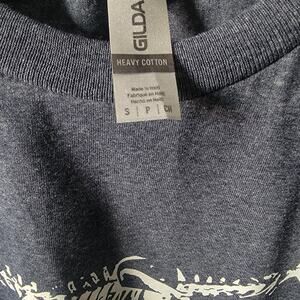 GILDA
HEAVY COTTON
Made in Haiti
Fabriqué en Haïti
Hecho en Haití
S | P | CH